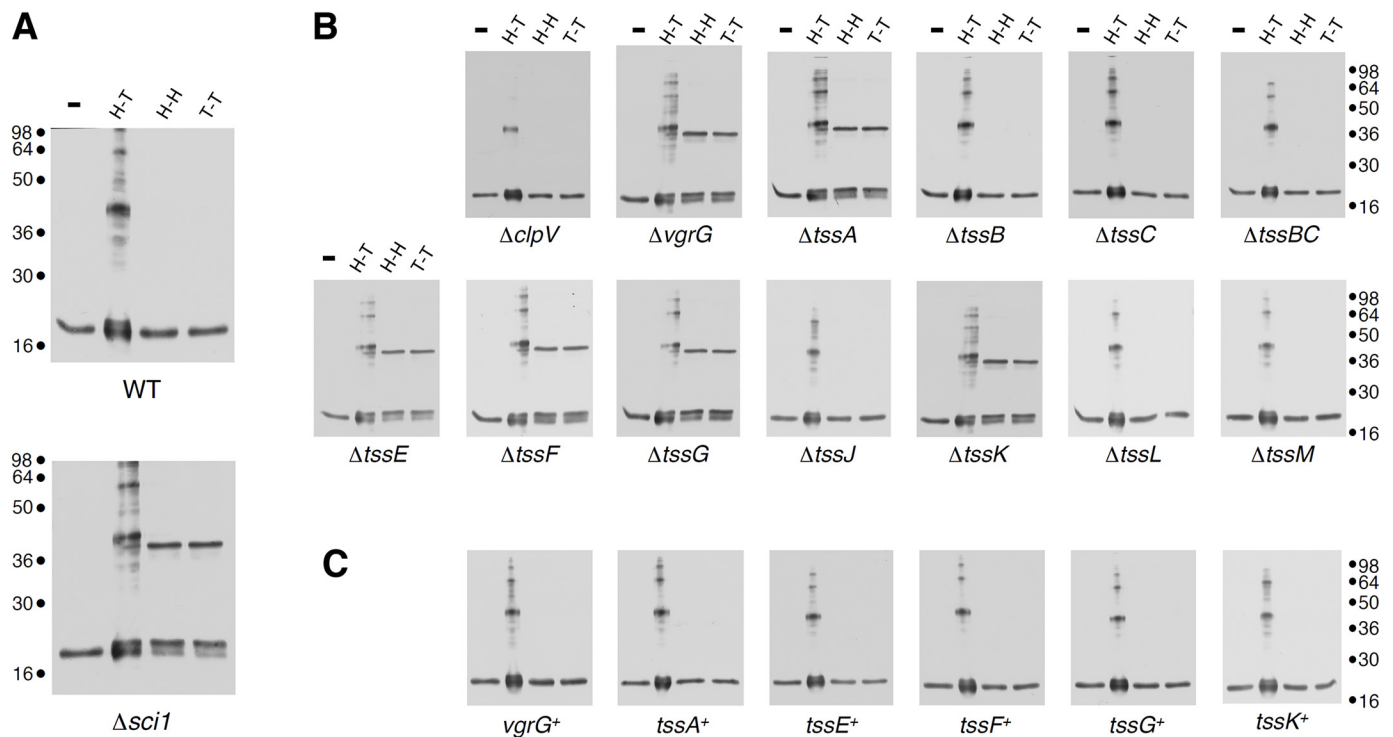 A
B
- H-T H-H T-T
- H-T H-H T-T
- H-T H-H T-T
- H-T H-H T-T
- H-T H-H T-T
- H-T H-H T-T
- H-T H-H T-T
98
64
50
36
30
16
WT
98
64
50
36
30
16
ΔclpV
ΔvgrG
ΔtssA
ΔtssB
ΔtssC
ΔtssBC
- H-T H-H T-T
98
64
50
36
30
16
ΔtssE
ΔtssF
ΔtssG
ΔtssJ
ΔtssK
ΔtssL
ΔtssM
98
64
50
36
30
16
Δsci1
C
98
64
50
36
30
16
vgrG+
tssA+
tssE+
tssF+
tssG+
tssK+